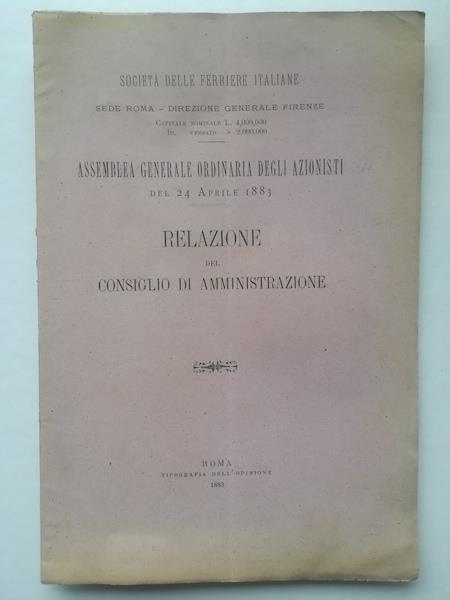 SOCIETÀ DELLE FERRIERE ITALIANE
SEDE ROMA - DIREZIONE GENERALE FIRENZE
CAPITALE NOMINALE L. 4,000,000
ID. VERSATO » 2,000,000
ASSEMBLEA GENERALE ORDINARIA DEGLI AZIONISTI
DEL 24 APRILE 1883
RELAZIONE
DEL
CONSIGLIO DI AMMINISTRAZIONE
ROMA
TIPOGRAFIA DELL'OPINIONE
1883